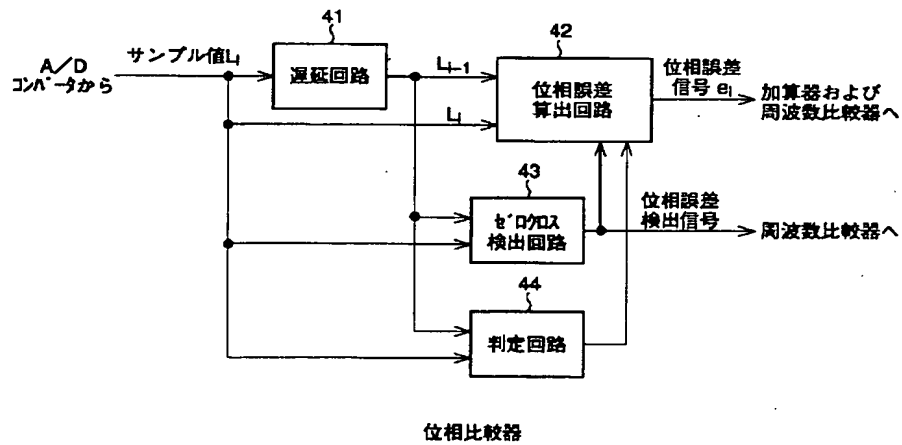 41
A/D
コンバータから
サンプル値Li
遅延回路
Li-1
Li
42
位相誤差
算出回路
位相誤差
信号 ei
加算器および
周波数比較器へ
43
ゼロクロス
検出回路
位相誤差
検出信号
周波数比較器へ
44
判定回路
位相比較器